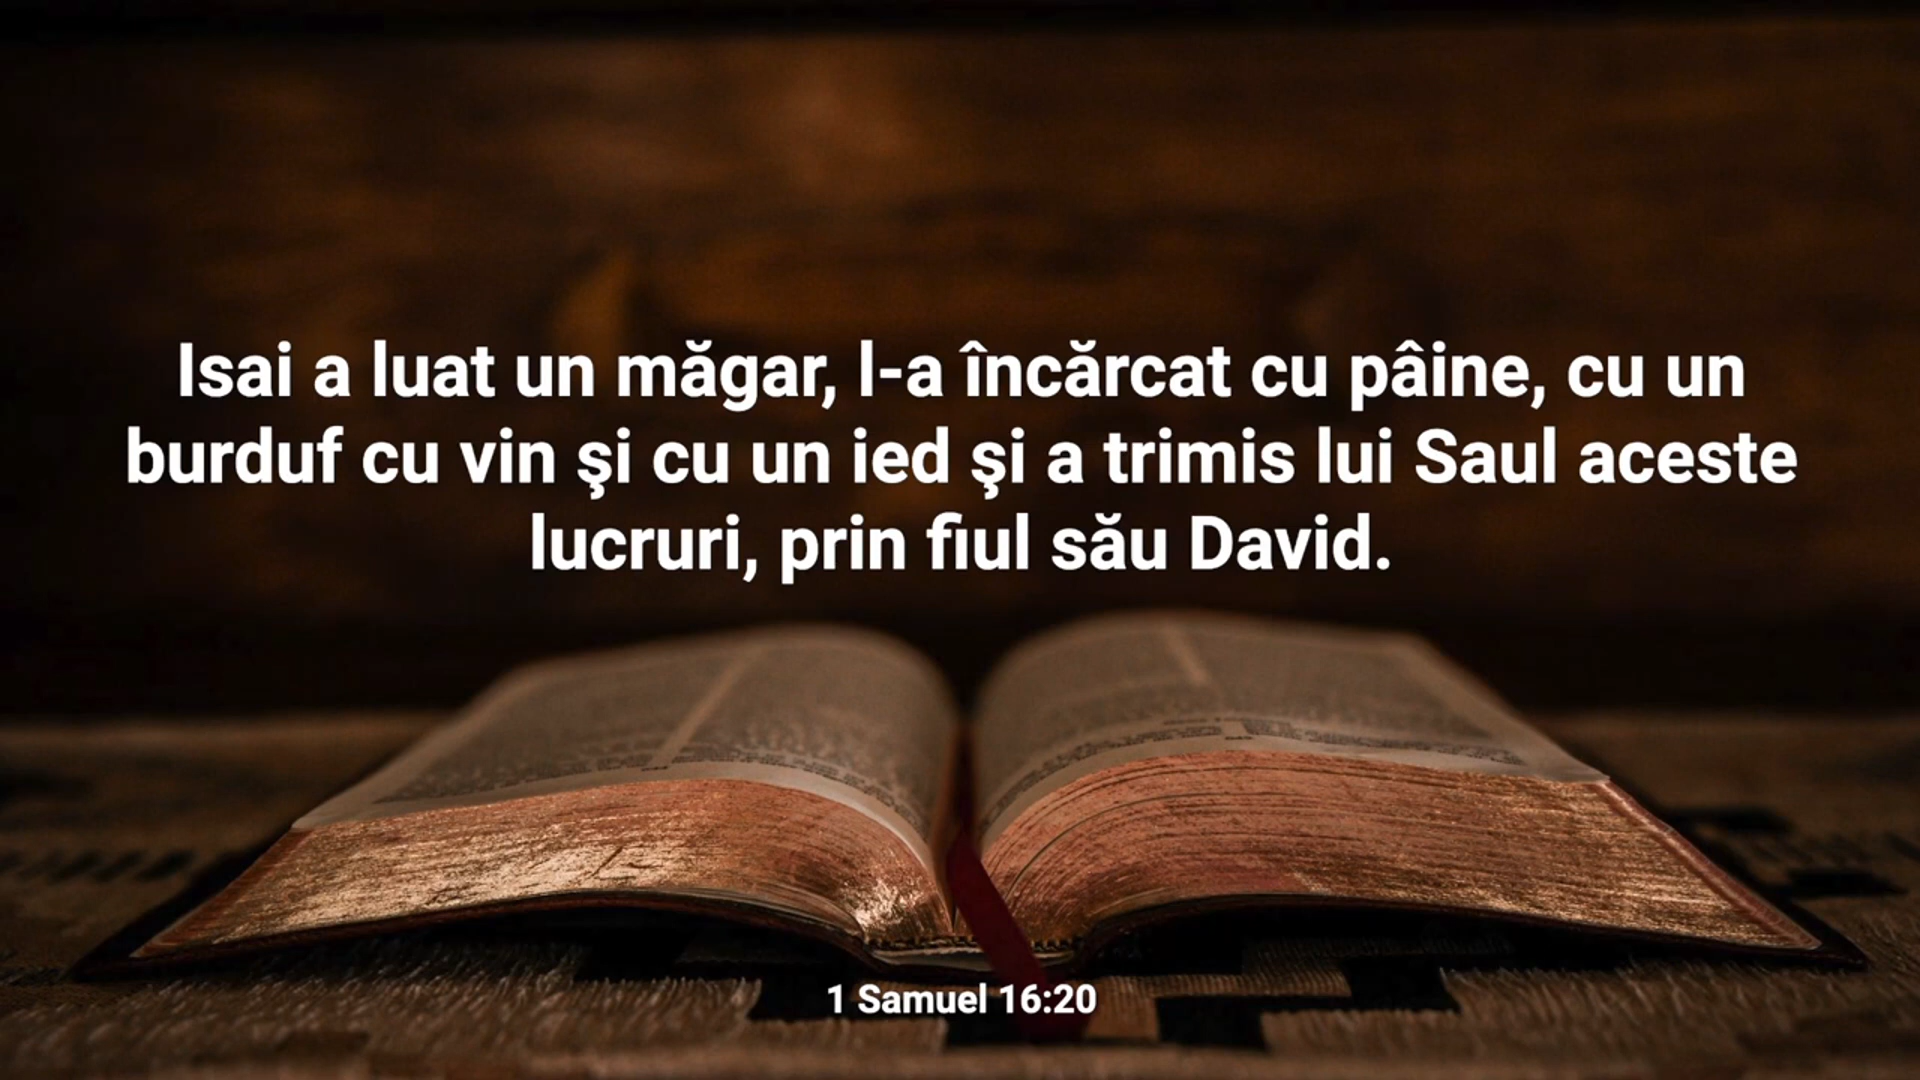 Isai a luat un măgar, l-a încărcat cu pâine, cu un
burduf cu vin şi cu un ied şi a trimis lui Saul aceste
lucruri, prin fiul său David.
1 Samuel 16:20